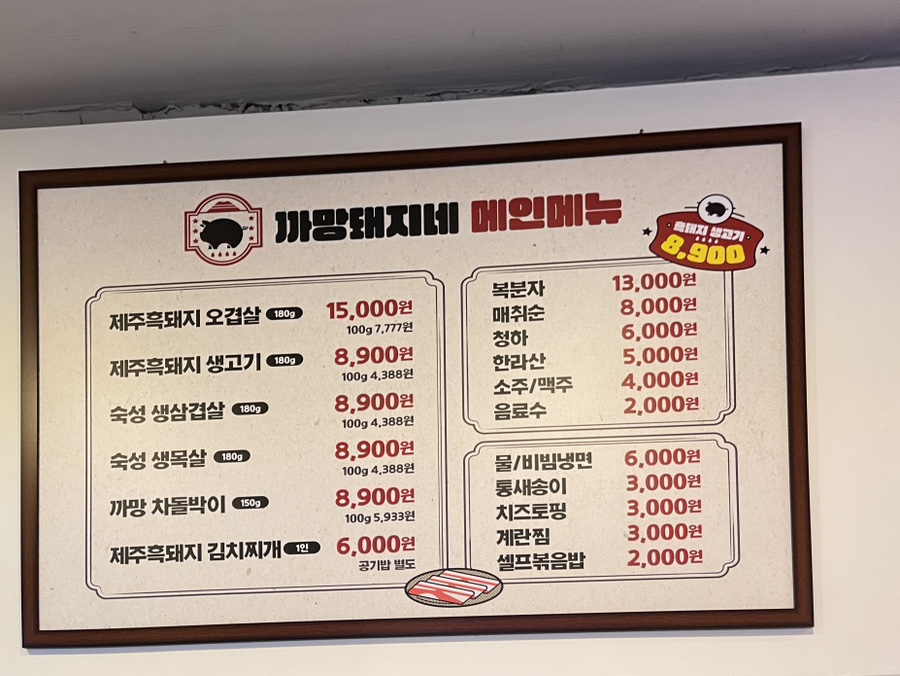 까망돼지네 메인메뉴
흑돼지 생고기
8,900
제주흑돼지 오겹살 180g 15,000원
100g 7,777원
제주흑돼지 생고기 180g 8,900원
100g 4,388원
숙성 생삼겹살 180g 8,900원
100g 4,388원
숙성 생목살 180g 8,900원
100g 4,388원
까망 차돌박이 150g 8,900원
100g 5,933원
제주흑돼지 김치찌개 1인 6,000원
공기밥 별도
복분자 13,000원
매취순 8,000원
청하 6,000원
한라산 5,000원
소주/맥주 4,000원
음료수 2,000원
물/비빔냉면 6,000원
통새송이 3,000원
치즈토핑 3,000원
계란찜 3,000원
셀프볶음밥 2,000원